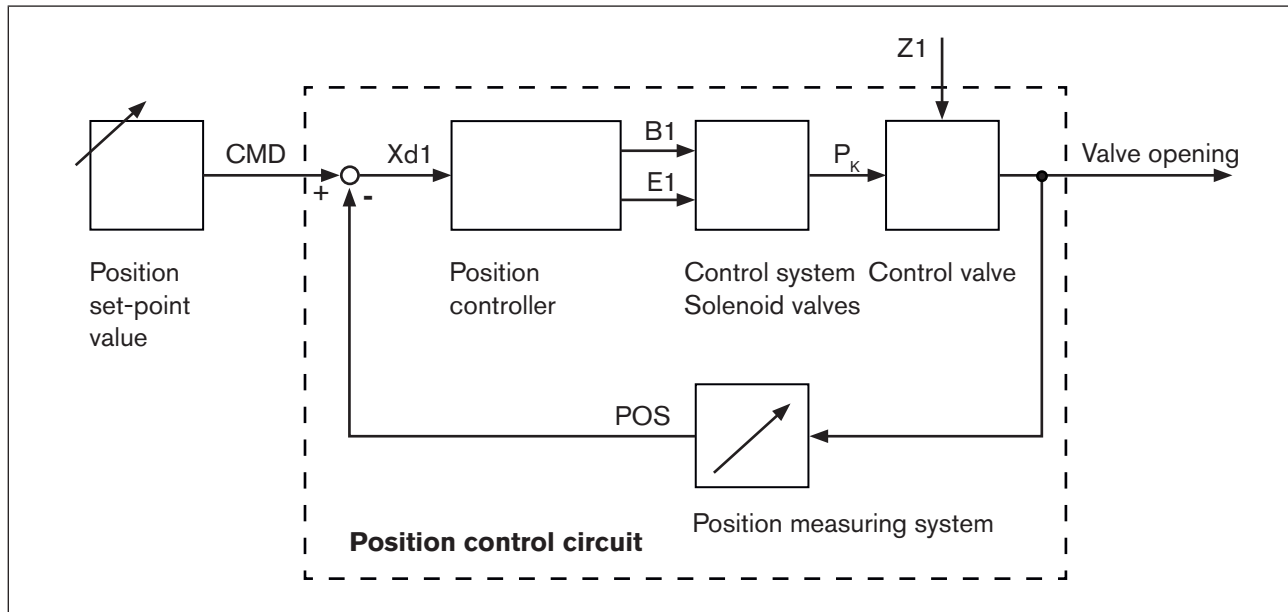 Z1
CMD
Xd1
B1
E1
PK
Valve opening
+
-
Position
set-point
value
Position
controller
Control system
Solenoid valves
Control valve
POS
Position measuring system
Position control circuit